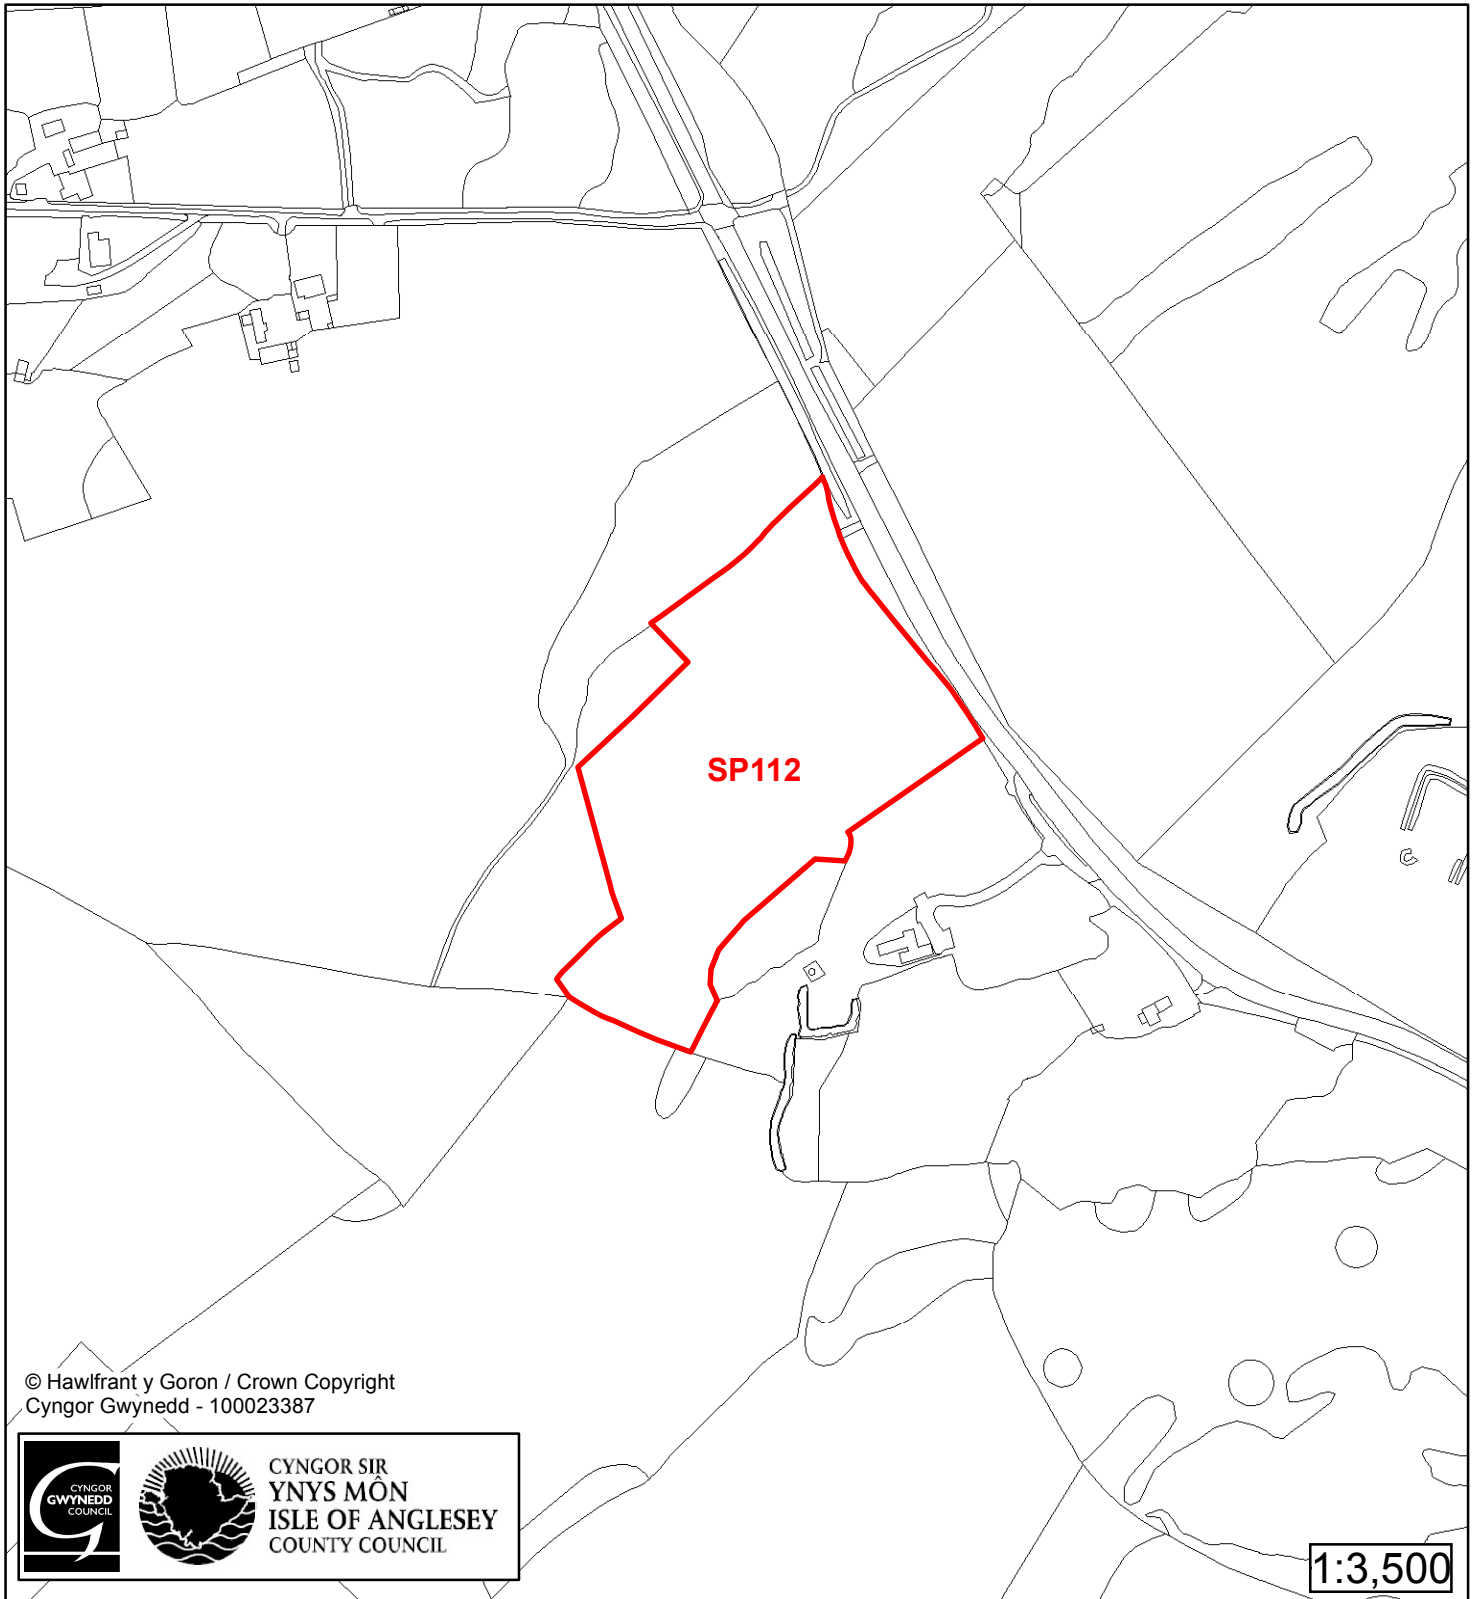 SP112
© Hawlfrant y Goron / Crown Copyright
Cyngor Gwynedd - 100023387
CYNGOR
GWYNEDD
COUNCIL
CYNGOR SIR
YNYS MÔN
ISLE OF ANGLESEY
COUNTY COUNCIL
1:3,500